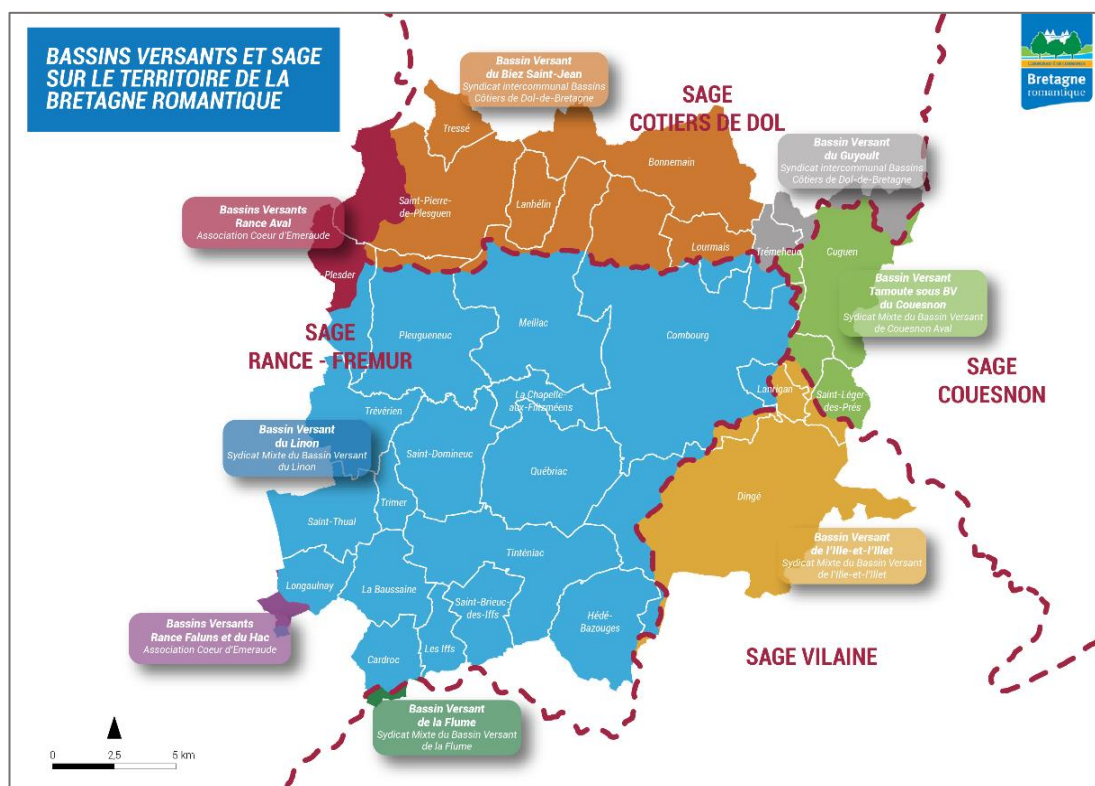 BASSINS VERSANTS ET SAGE
SUR LE TERRITOIRE DE LA
BRETAGNE ROMANTIQUE
Bretagne
romantique
Bassin Versant
du Biez Saint-Jean
Syndicat Intercommunal Bassins
Côtiers de Dol-de-Bretagne
SAGE
COTIERS DE DOL
Bassin Versant
du Guyoult
Syndicat intercommunal Bassins
Côtiers de Dol-de-Bretagne
Tressé
Bonnemain
Saint-Pierre-
de-Plesguen
Lanhélin
Bassins Versants
Rance Aval
Association Coeur d'Emeraude
Lourmais
Trémeheuc
Cuguen
Plesder
Bassin Versant
Tamoute sous BV
du Couesnon
Sydicat Mixte du Bassin Versant
de Couesnon Aval
SAGE
RANCE - FREMUR
Pleugueneuc
Meillac
Combourg
SAGE
COUESNON
Lanrigan
Saint-Léger-
des-Prés
La Chapelle-
aux-Filtzméens
Trévérien
Bassin Versant
du Linon
Sydicat Mixte du Bassin Versant
du Linon
Saint-Domineuc
Québriac
Dingé
Trimer
Saint-Thual
Bassin Versant
de l'Ille-et-l'Illet
Sydicat Mixte du Bassin Versant
de l'Ille-et-Illet
Tinténiac
Longaulnay
La Baussaine
Saint-Brieuc-
des-Iffs
Hédé-
Bazouges
Bassins Versants
Rance Faluns et du Hac
Association Coeur d'Emeraude
Cardroc
Les Iffs
SAGE VILAINE
Bassin Versant
de la Flume
Sydicat Mixte du Bassin Versant
de la Flume
0 2,5 5 km